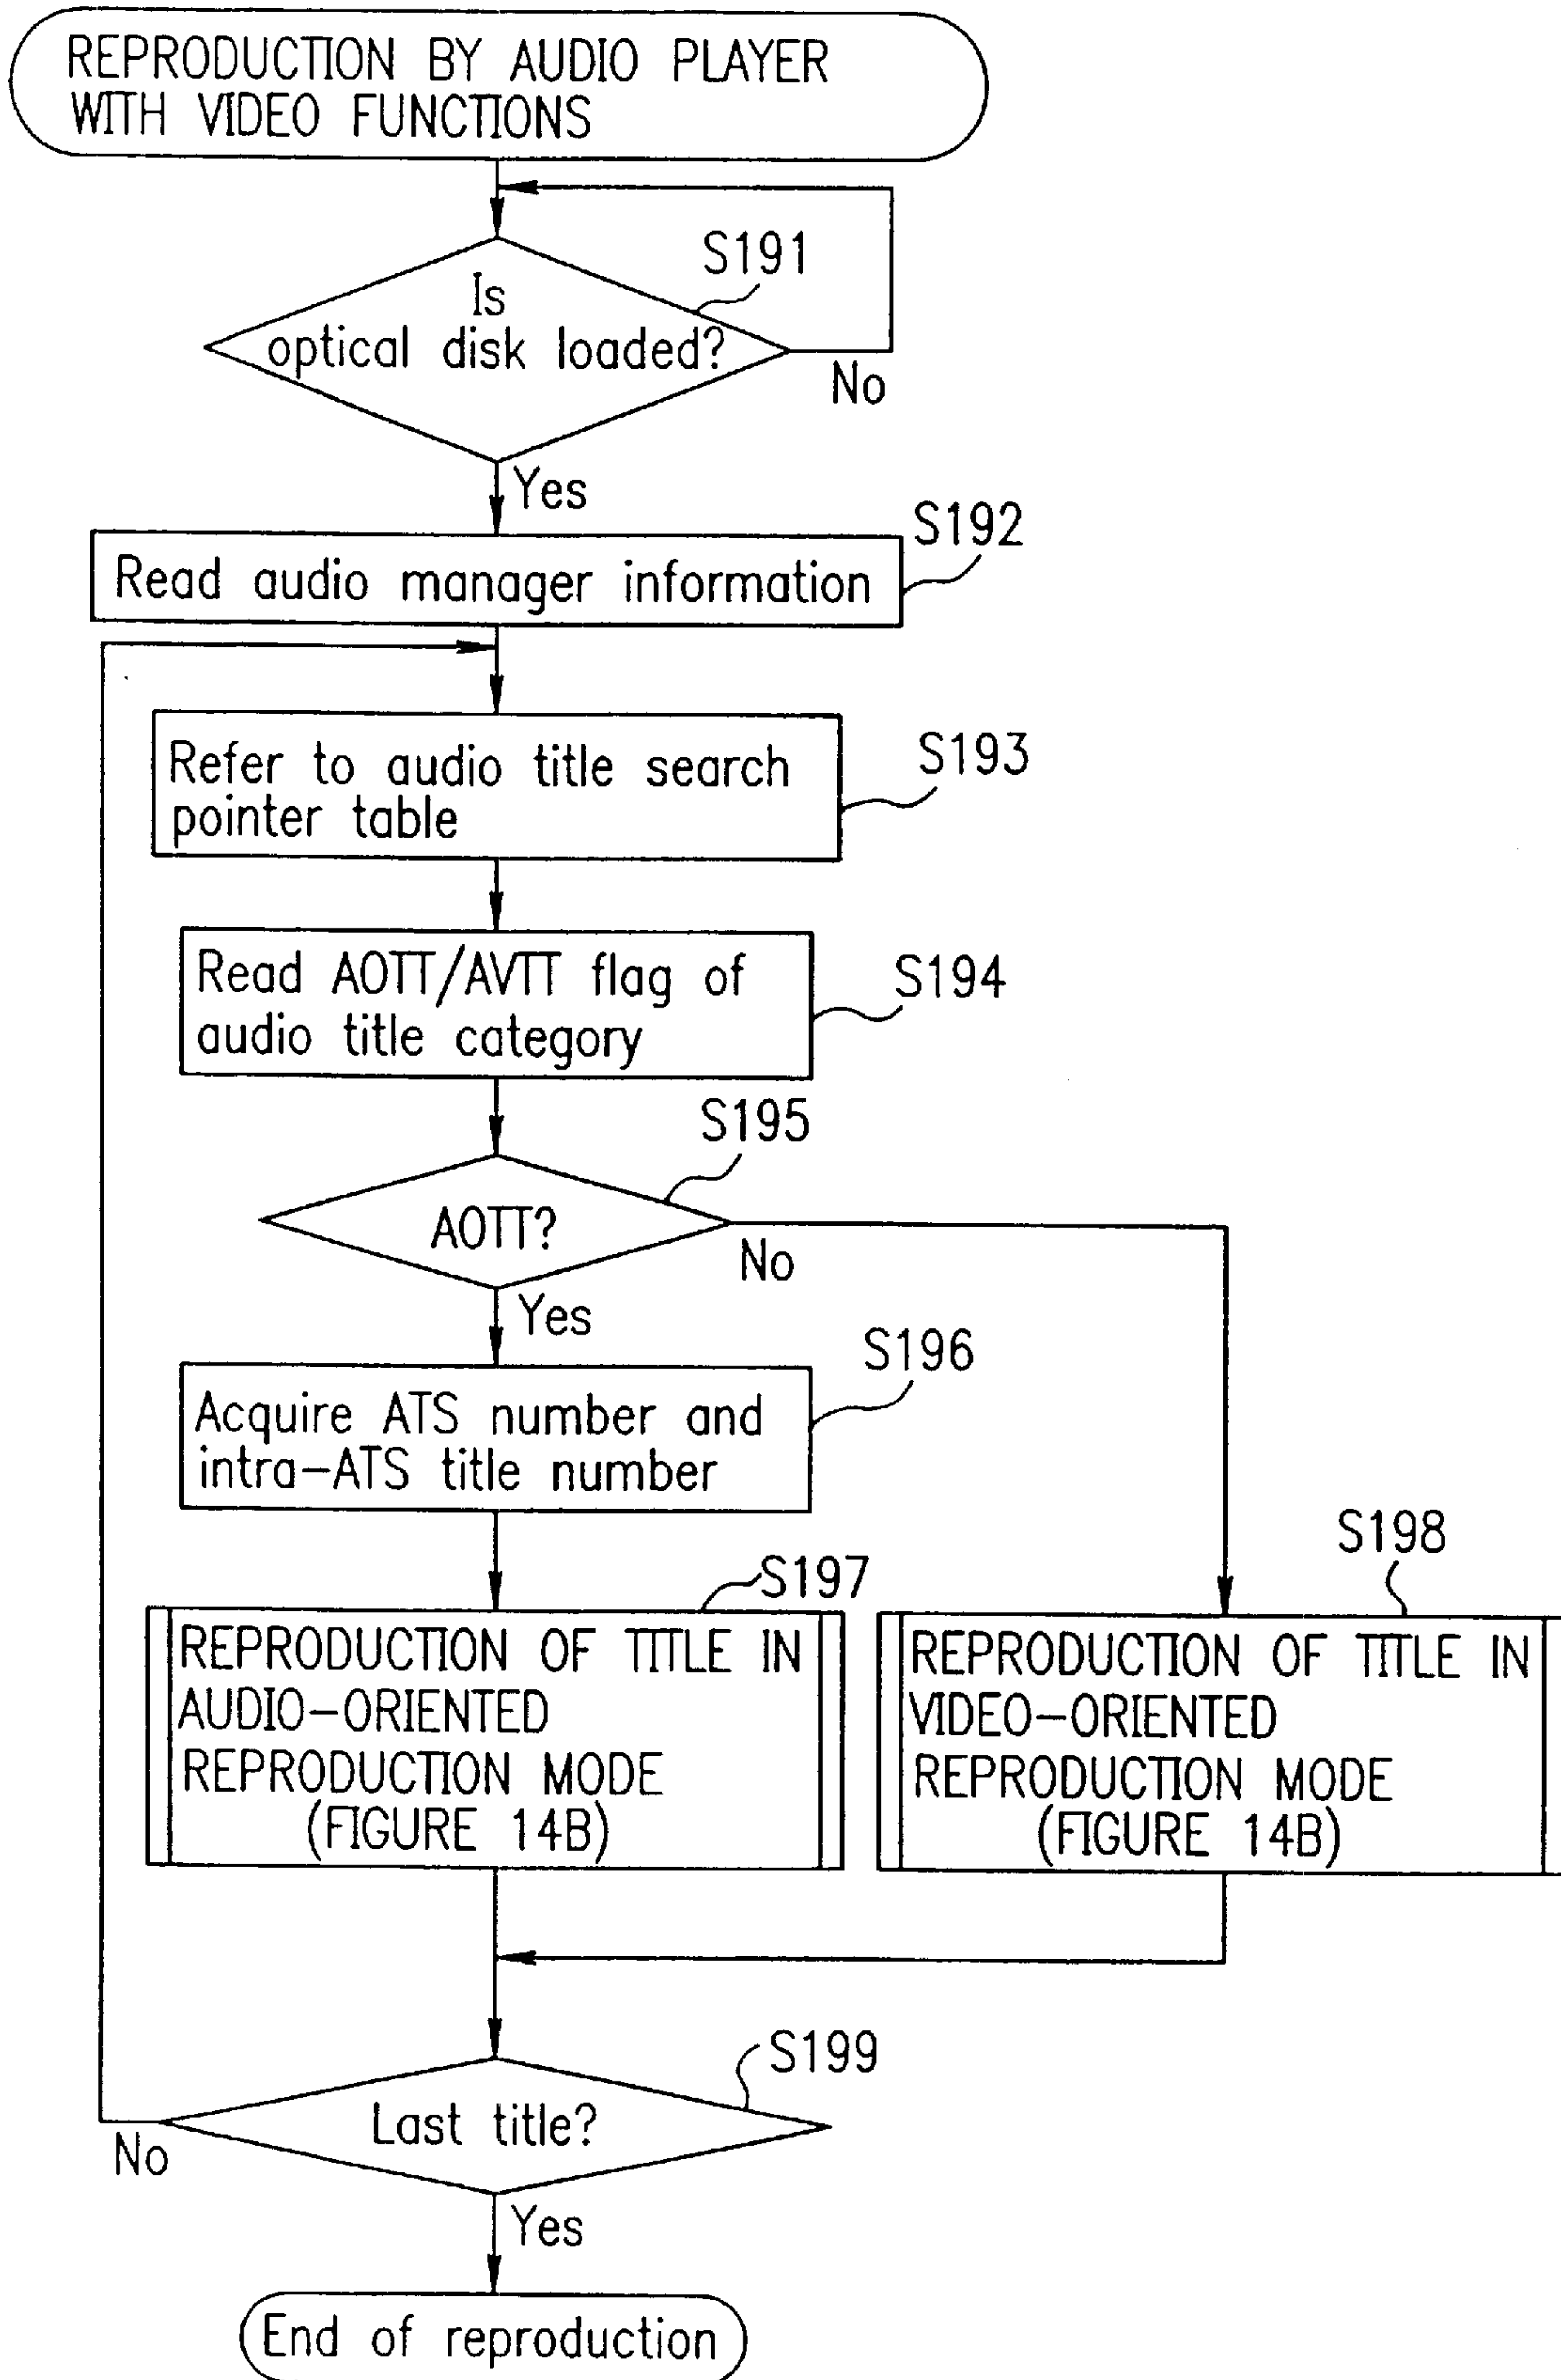 REPRODUCTION BY AUDIO PLAYER
WITH VIDEO FUNCTIONS
S191
Is
optical disk loaded?
No
Yes
S192
Read audio manager information
Refer to audio title search
pointer table
S193
Read AOTT/AVTT flag of
audio title category
S194
S195
AOTT?
No
Yes
S196
Acquire ATS number and
intra-ATS title number
S197
REPRODUCTION OF TITLE IN
AUDIO-ORIENTED
REPRODUCTION MODE
(FIGURE 14B)
S198
REPRODUCTION OF TITLE IN
VIDEO-ORIENTED
REPRODUCTION MODE
(FIGURE 14B)
S199
Last title?
No
Yes
End of reproduction